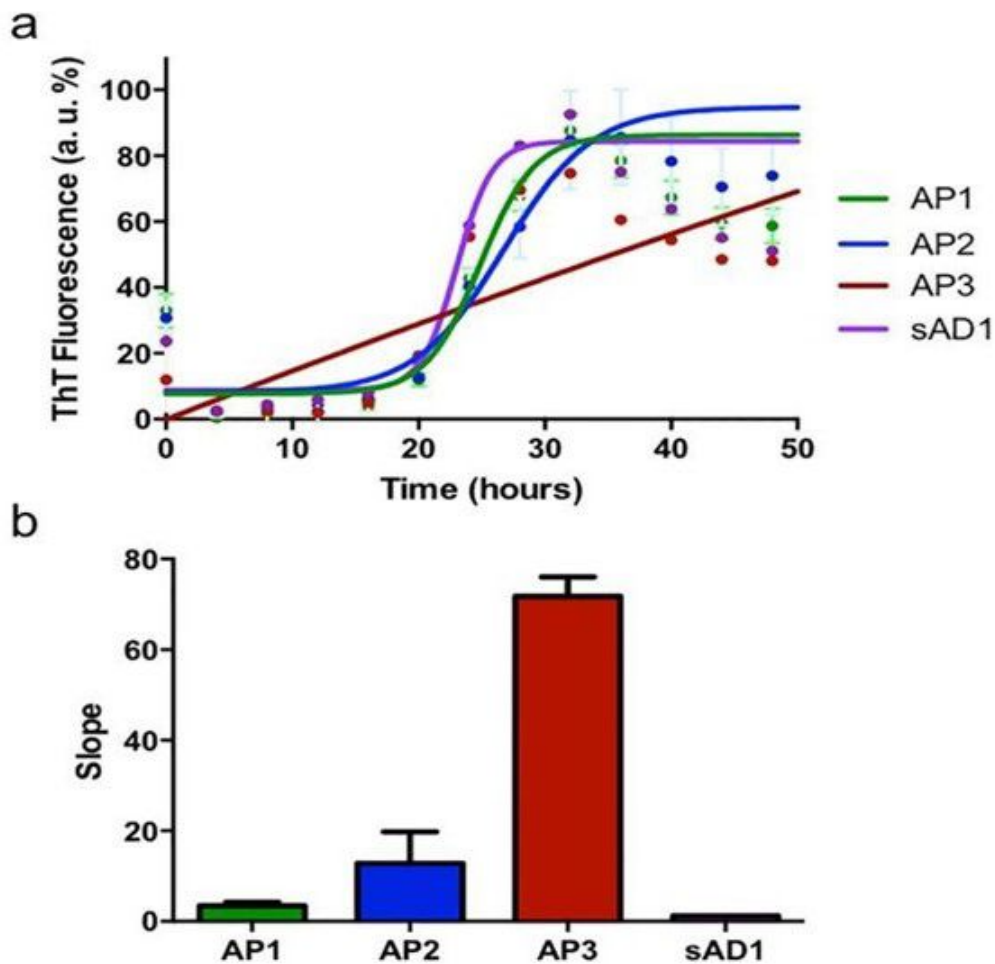 a
ThT Fluorescence (a. u. %)
100
80
60
40
20
0
0 10 20 30 40 50
Time (hours)
AP1
AP2
AP3
sAD1
b
Slope
80
60
40
20
0
AP1 AP2 AP3 sAD1